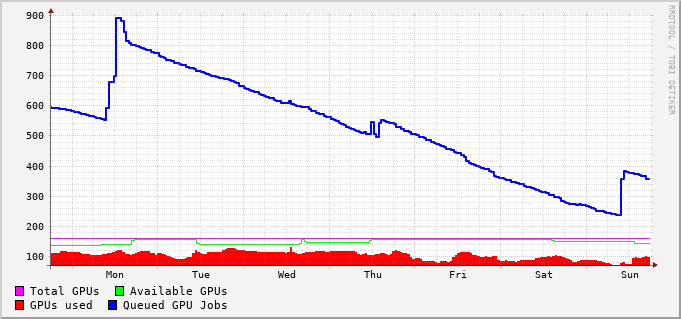 900
800
700
600
500
400
300
200
100
Mon Tue Wed Thu Fri Sat Sun
RRDTOOL / TOBI OETIKER
Total GPUs Available GPUs
GPUs used Queued GPU Jobs